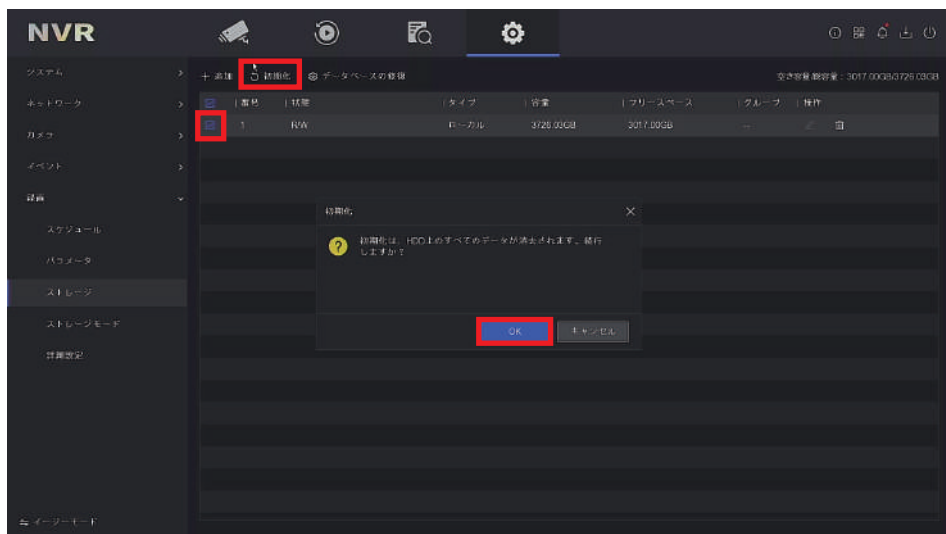 NVR
システム
ネットワーク
カメラ
イベント
録画
スケジュール
パラメータ
ストレージ
ストレージモード
詳細設定
イージーモード
+ 追加 初期化 データベースの修復
空き容量/総容量 : 3017.00GB/3726.03GB
番号 | 状態 | タイプ | 容量 | フリースペース | グループ | 操作
1 R/W ローカル 3726.03GB 3017.00GB —
初期化
初期化は、HDD上のすべてのデータが消去されます。続行
しますか?
OK キャンセル